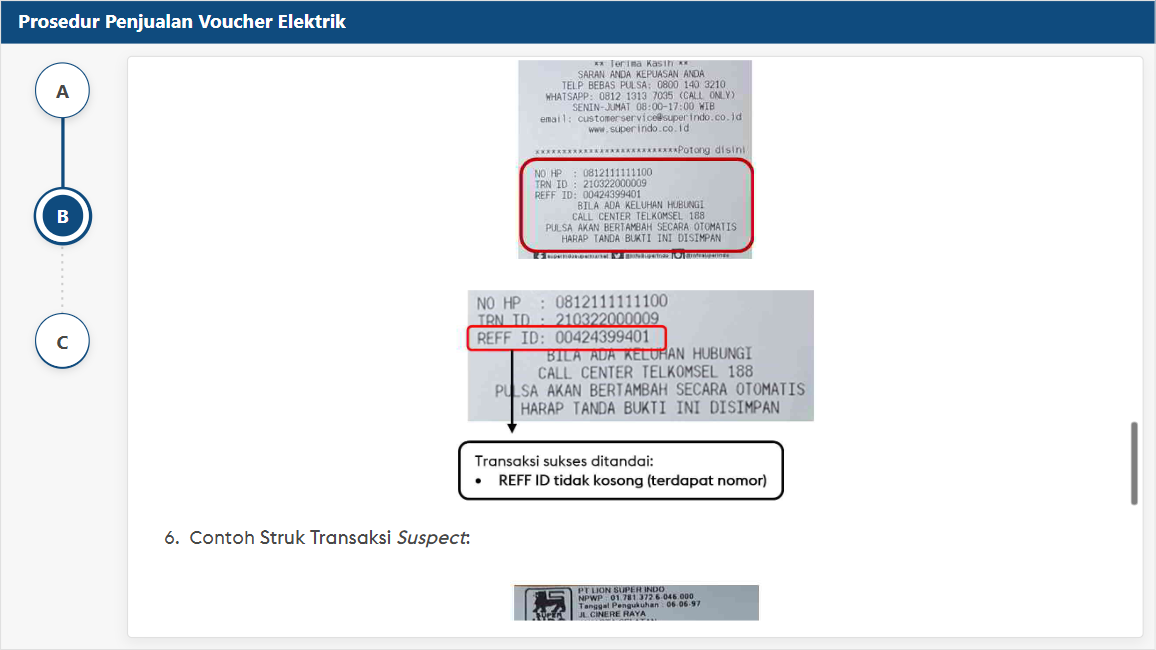 Prosedur Penjualan Voucher Elektrik
A
B
C
** Terima Kasih **
SARAN ANDA KEPUASAN ANDA
TELP BEBAS PULSA: 0800 140 3210
WHATSAPP: 0812 1313 7035 (CALL ONLY)
SENIN-JUMAT 08:00-17:00 WIB
email: customerservice@superindo.co.id
www.superindo.co.id
***************************Potong disini
NO HP : 0812111111100
TRN ID : 210322000009
REFF ID: 00424399401
BILA ADA KELUHAN HUBUNGI
CALL CENTER TELKOMSEL 188
PULSA AKAN BERTAMBAH SECARA OTOMATIS
HARAP TANDA BUKTI INI DISIMPAN
NO HP : 0812111111100
TRN ID : 210322000009
REFF ID: 00424399401
BILA ADA KELUHAN HUBUNGI
CALL CENTER TELKOMSEL 188
PULSA AKAN BERTAMBAH SECARA OTOMATIS
HARAP TANDA BUKTI INI DISIMPAN
Transaksi sukses ditandai:
• REFF ID tidak kosong (terdapat nomor)
6. Contoh Struk Transaksi Suspect:
PT LION SUPER INDO
NPWP : 01.781.372.6-046.000
Tanggal Pengukuhan : 06-06-97
JL.CINERE RAYA
SUPER